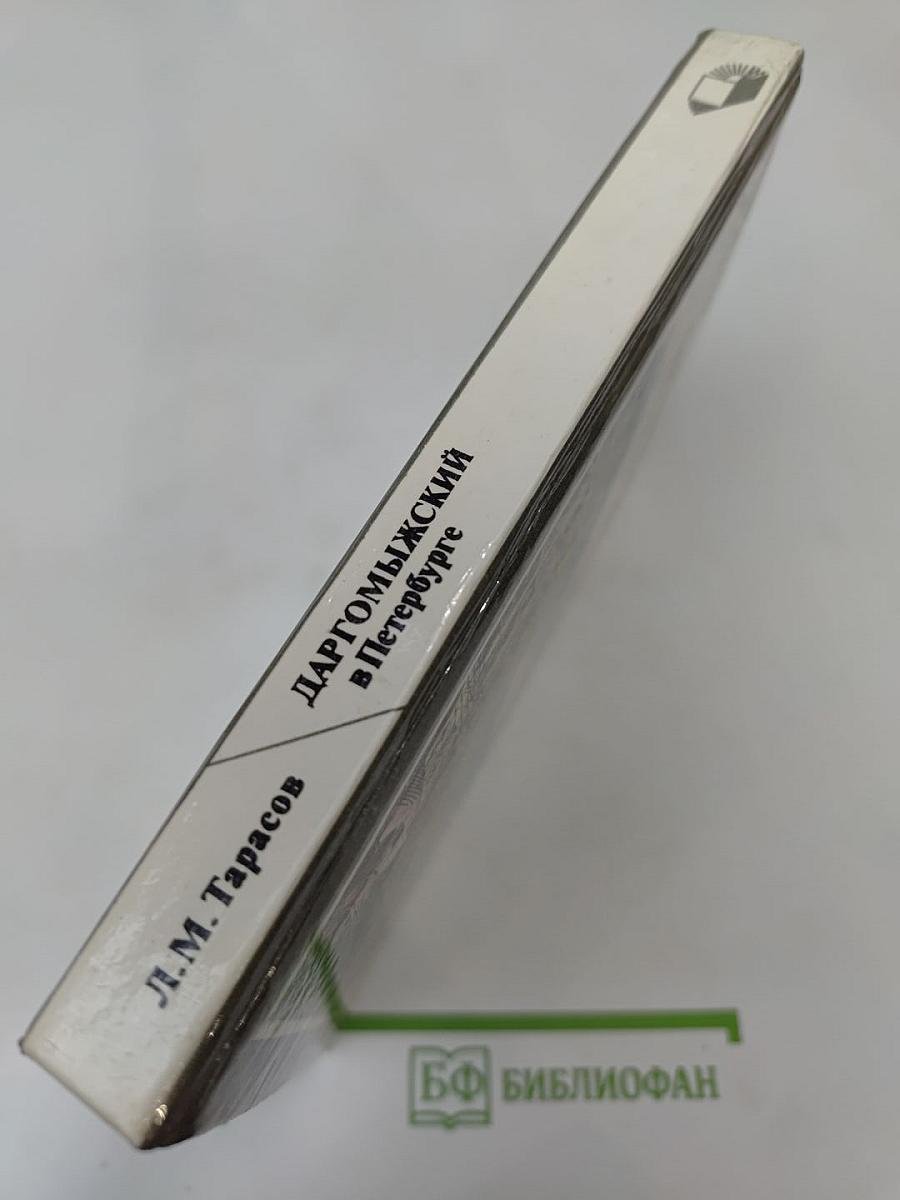 Л.М. Тарасов
ДАРГОМЫЖСКИЙ
в Петербурге
БФ БИБЛИОФАН